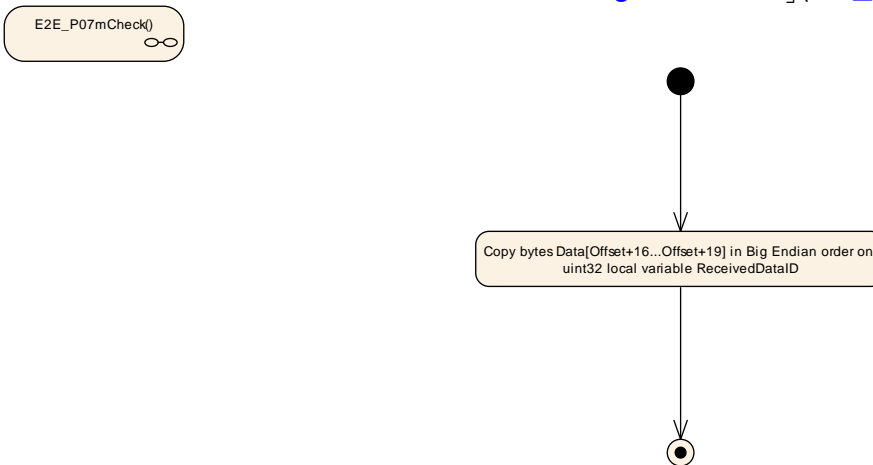 E2E_P07mCheck()
Copy bytes Data[Offset+16...Offset+19] in Big Endian order on
uint32 local variable ReceivedDataID